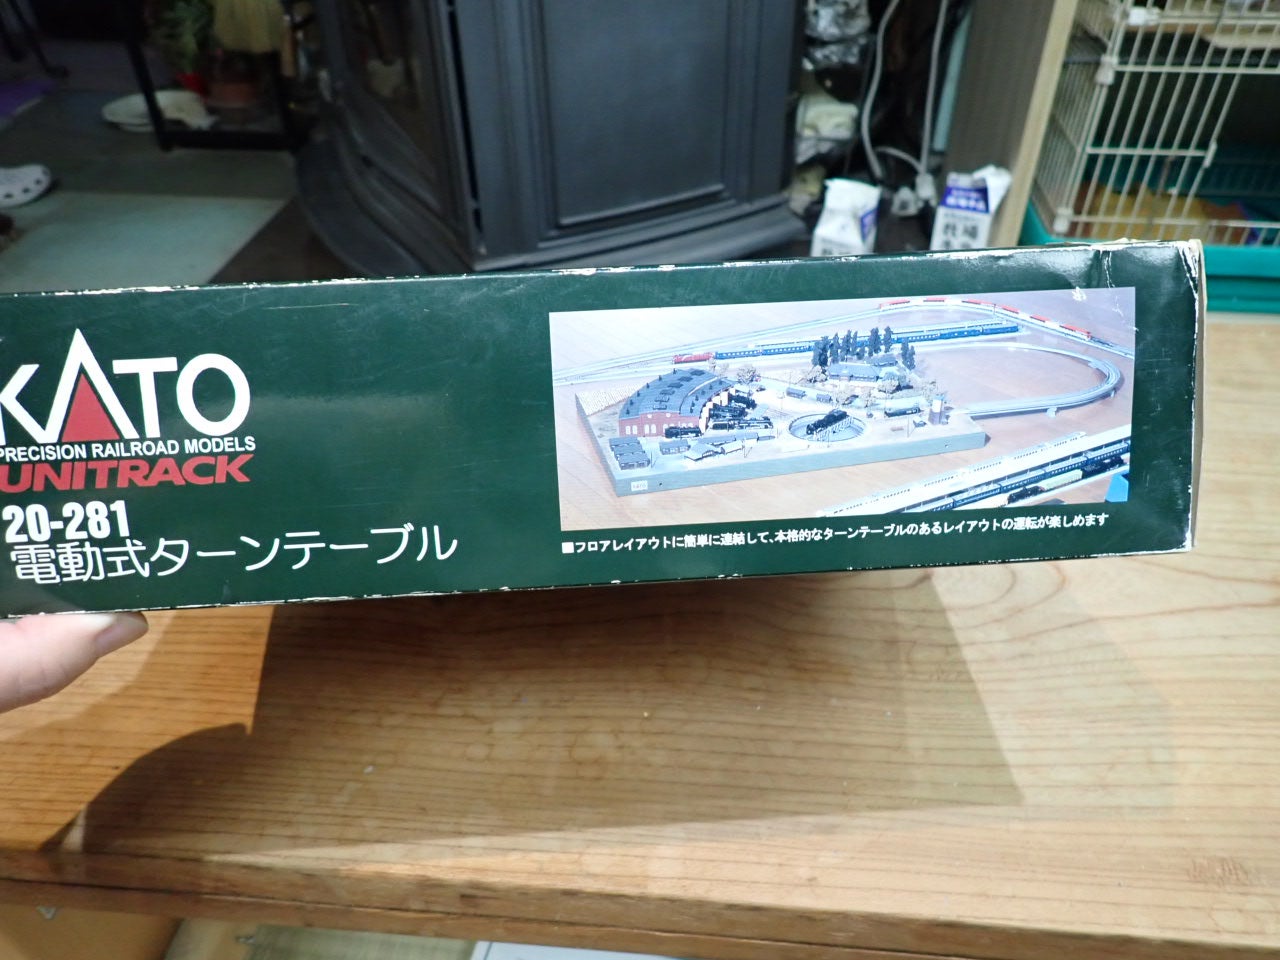 KATO
PRECISION RAILROAD MODELS
UNITRACK
20-281
電動式ターンテーブル
■フロアレイアウトに簡単に連結して、本格的なターンテーブルのあるレイアウトの運転が楽しめます
KATO
牧場